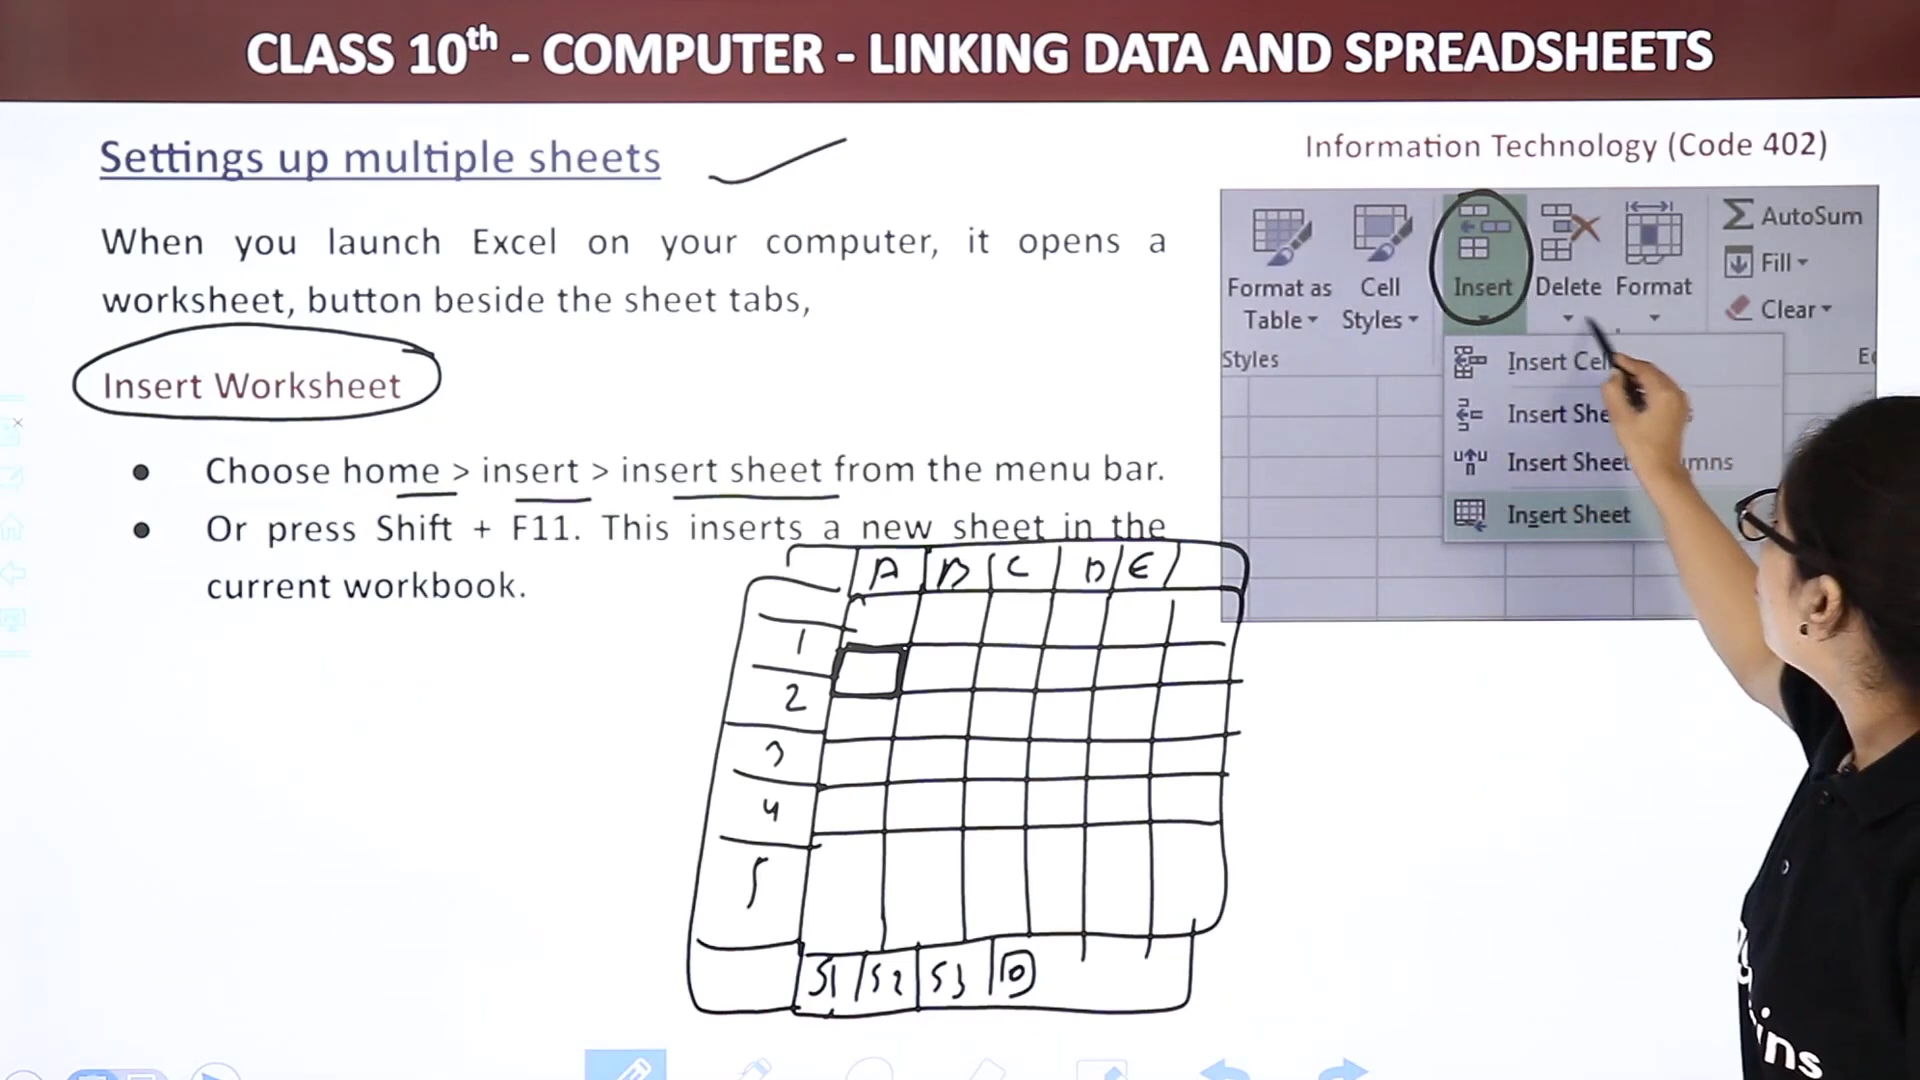 CLASS 10th - COMPUTER - LINKING DATA AND SPREADSHEETS
Settings up multiple sheets
Information Technology (Code 402)
When you launch Excel on your computer, it opens a
worksheet, button beside the sheet tabs,
Insert Worksheet
• Choose home > insert > insert sheet from the menu bar.
• Or press Shift + F11. This inserts a new sheet in the
current workbook.
Format as Table
Cell Styles
Insert
Delete
Format
AutoSum
Fill
Clear
Styles
Insert
Insert
Insert
Insert Sheet
A B C D E
1
2
3
4
5
S1 S2 S3